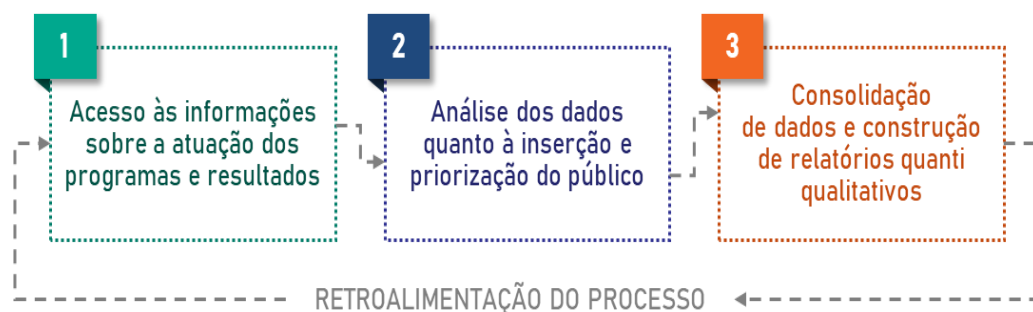 1
Acesso às informações
sobre a atuação dos
programas e resultados
2
Análise dos dados
quanto à inserção e
priorização do público
3
Consolidação
de dados e construção
de relatórios quanti
qualitativos
RETROALIMENTAÇÃO DO PROCESSO